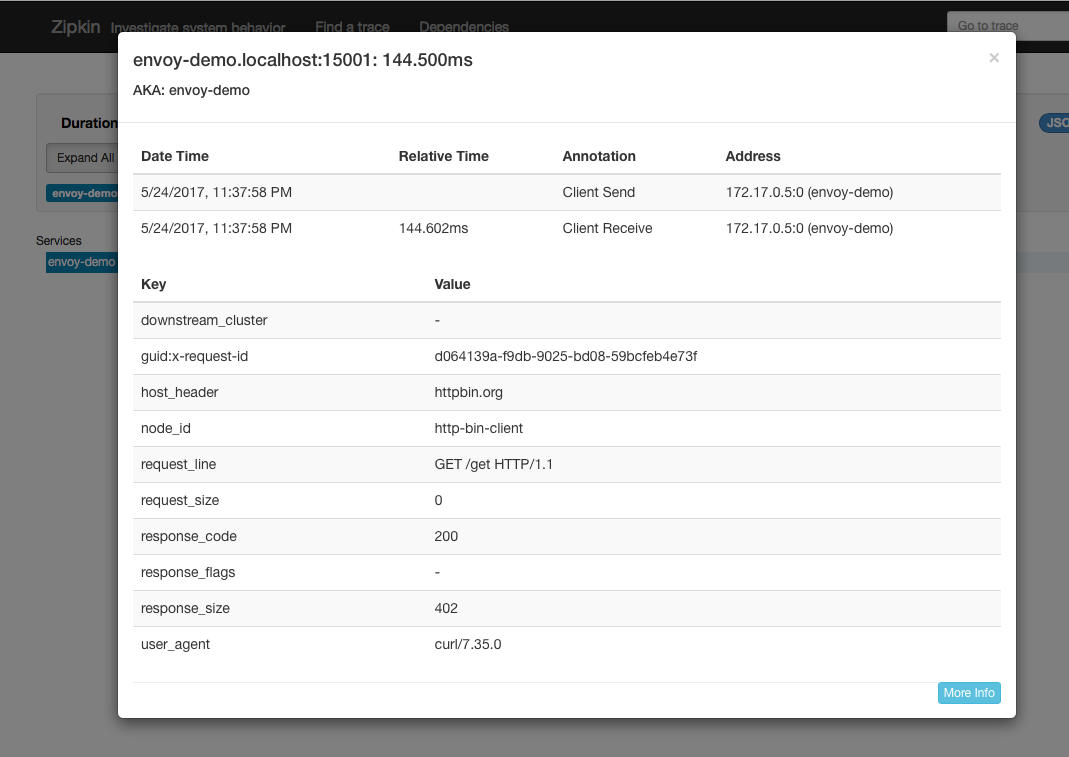 Zipkin Investigate system behavior Find a trace Dependencies Go to trace
envoy-demo.localhost:15001: 144.500ms ×
AKA: envoy-demo
Duration
JSO
Expand All
envoy-demo
Services
envoy-demo
Date Time Relative Time Annotation Address
5/24/2017, 11:37:58 PM Client Send 172.17.0.5:0 (envoy-demo)
5/24/2017, 11:37:58 PM 144.602ms Client Receive 172.17.0.5:0 (envoy-demo)
Key Value
downstream_cluster -
guid:x-request-id d064139a-f9db-9025-bd08-59bcfeb4e73f
host_header httpbin.org
node_id http-bin-client
request_line GET /get HTTP/1.1
request_size 0
response_code 200
response_flags -
response_size 402
user_agent curl/7.35.0
More Info